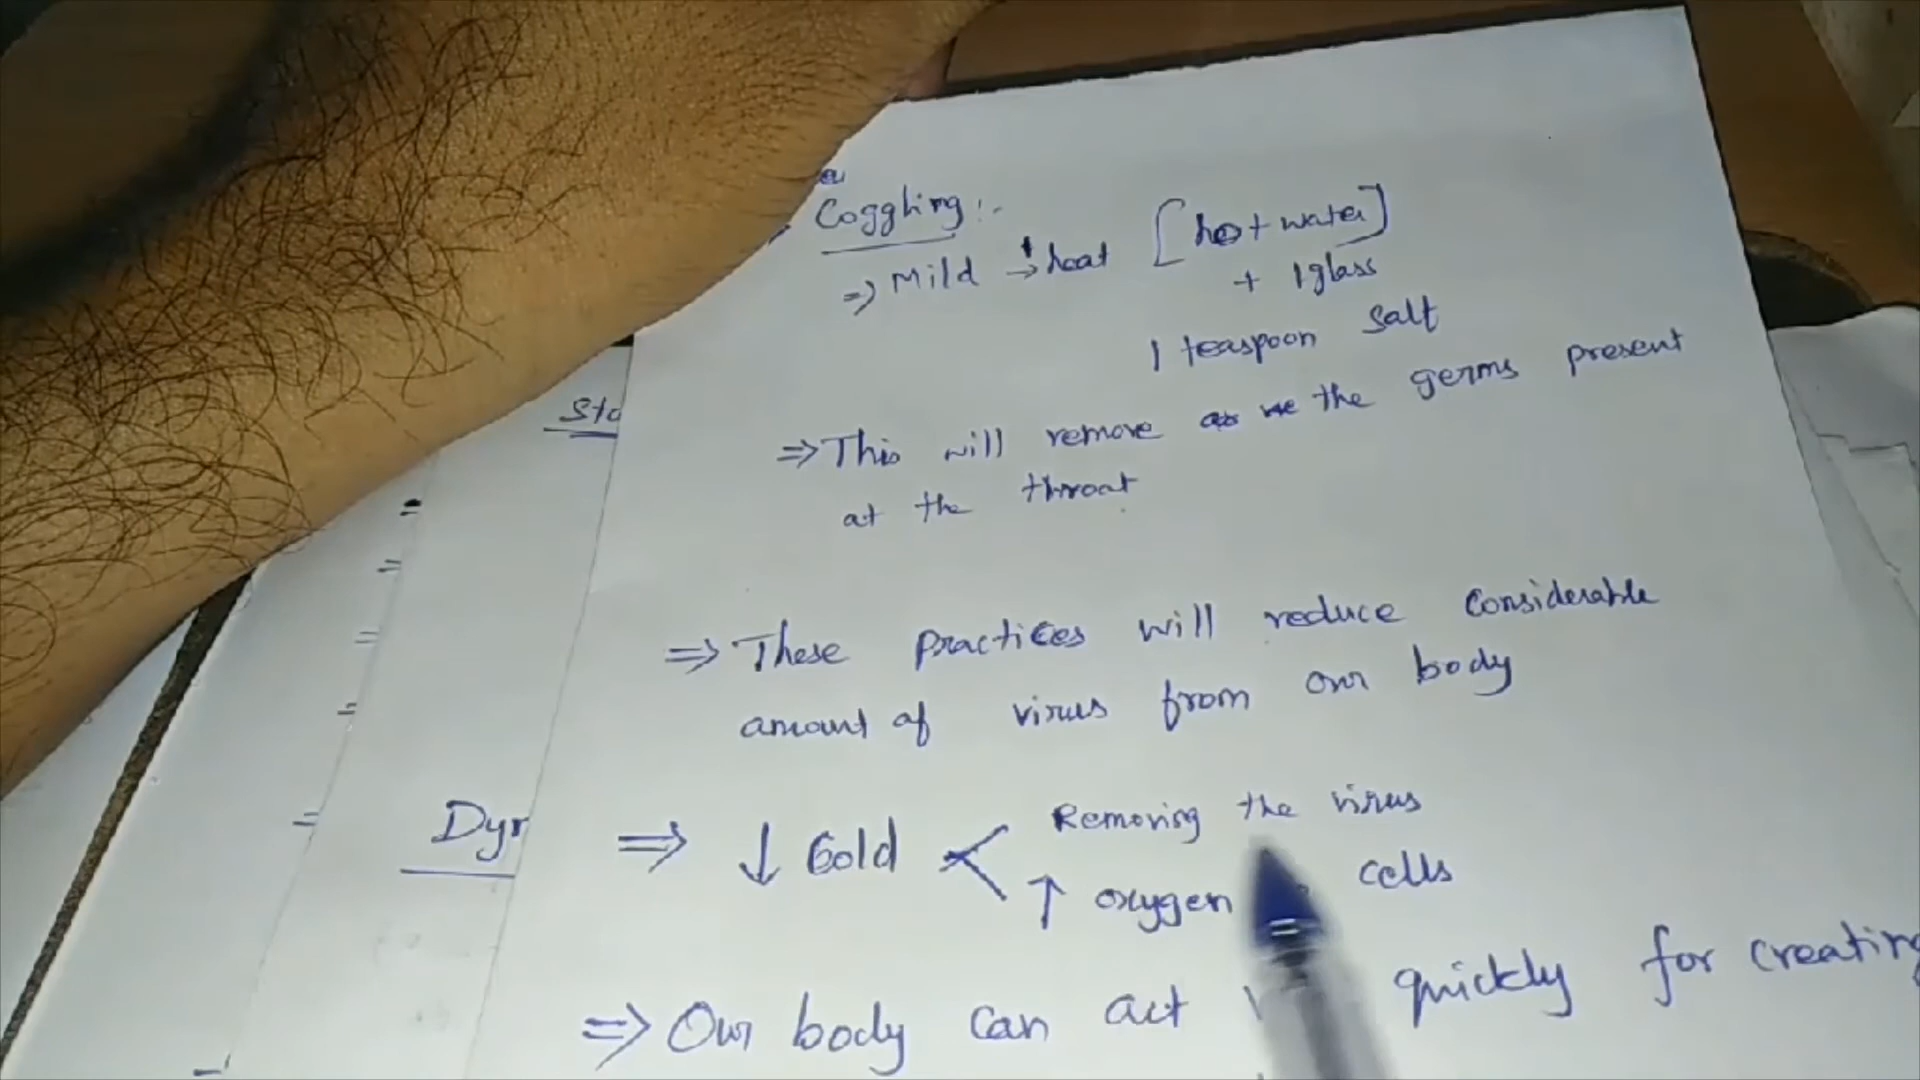 Coggling :-
⇒ Mild → heat [hot water]
+ 1 glass
1 teaspoon salt
⇒ This will remove the germs present
at the throat
⇒ These practices will reduce considerable
amount of virus from our body
⇒ ↓ Cold < Removing the virus
↑ oxygen cells
⇒ Our body can act quickly for creating
Sto
Dyr